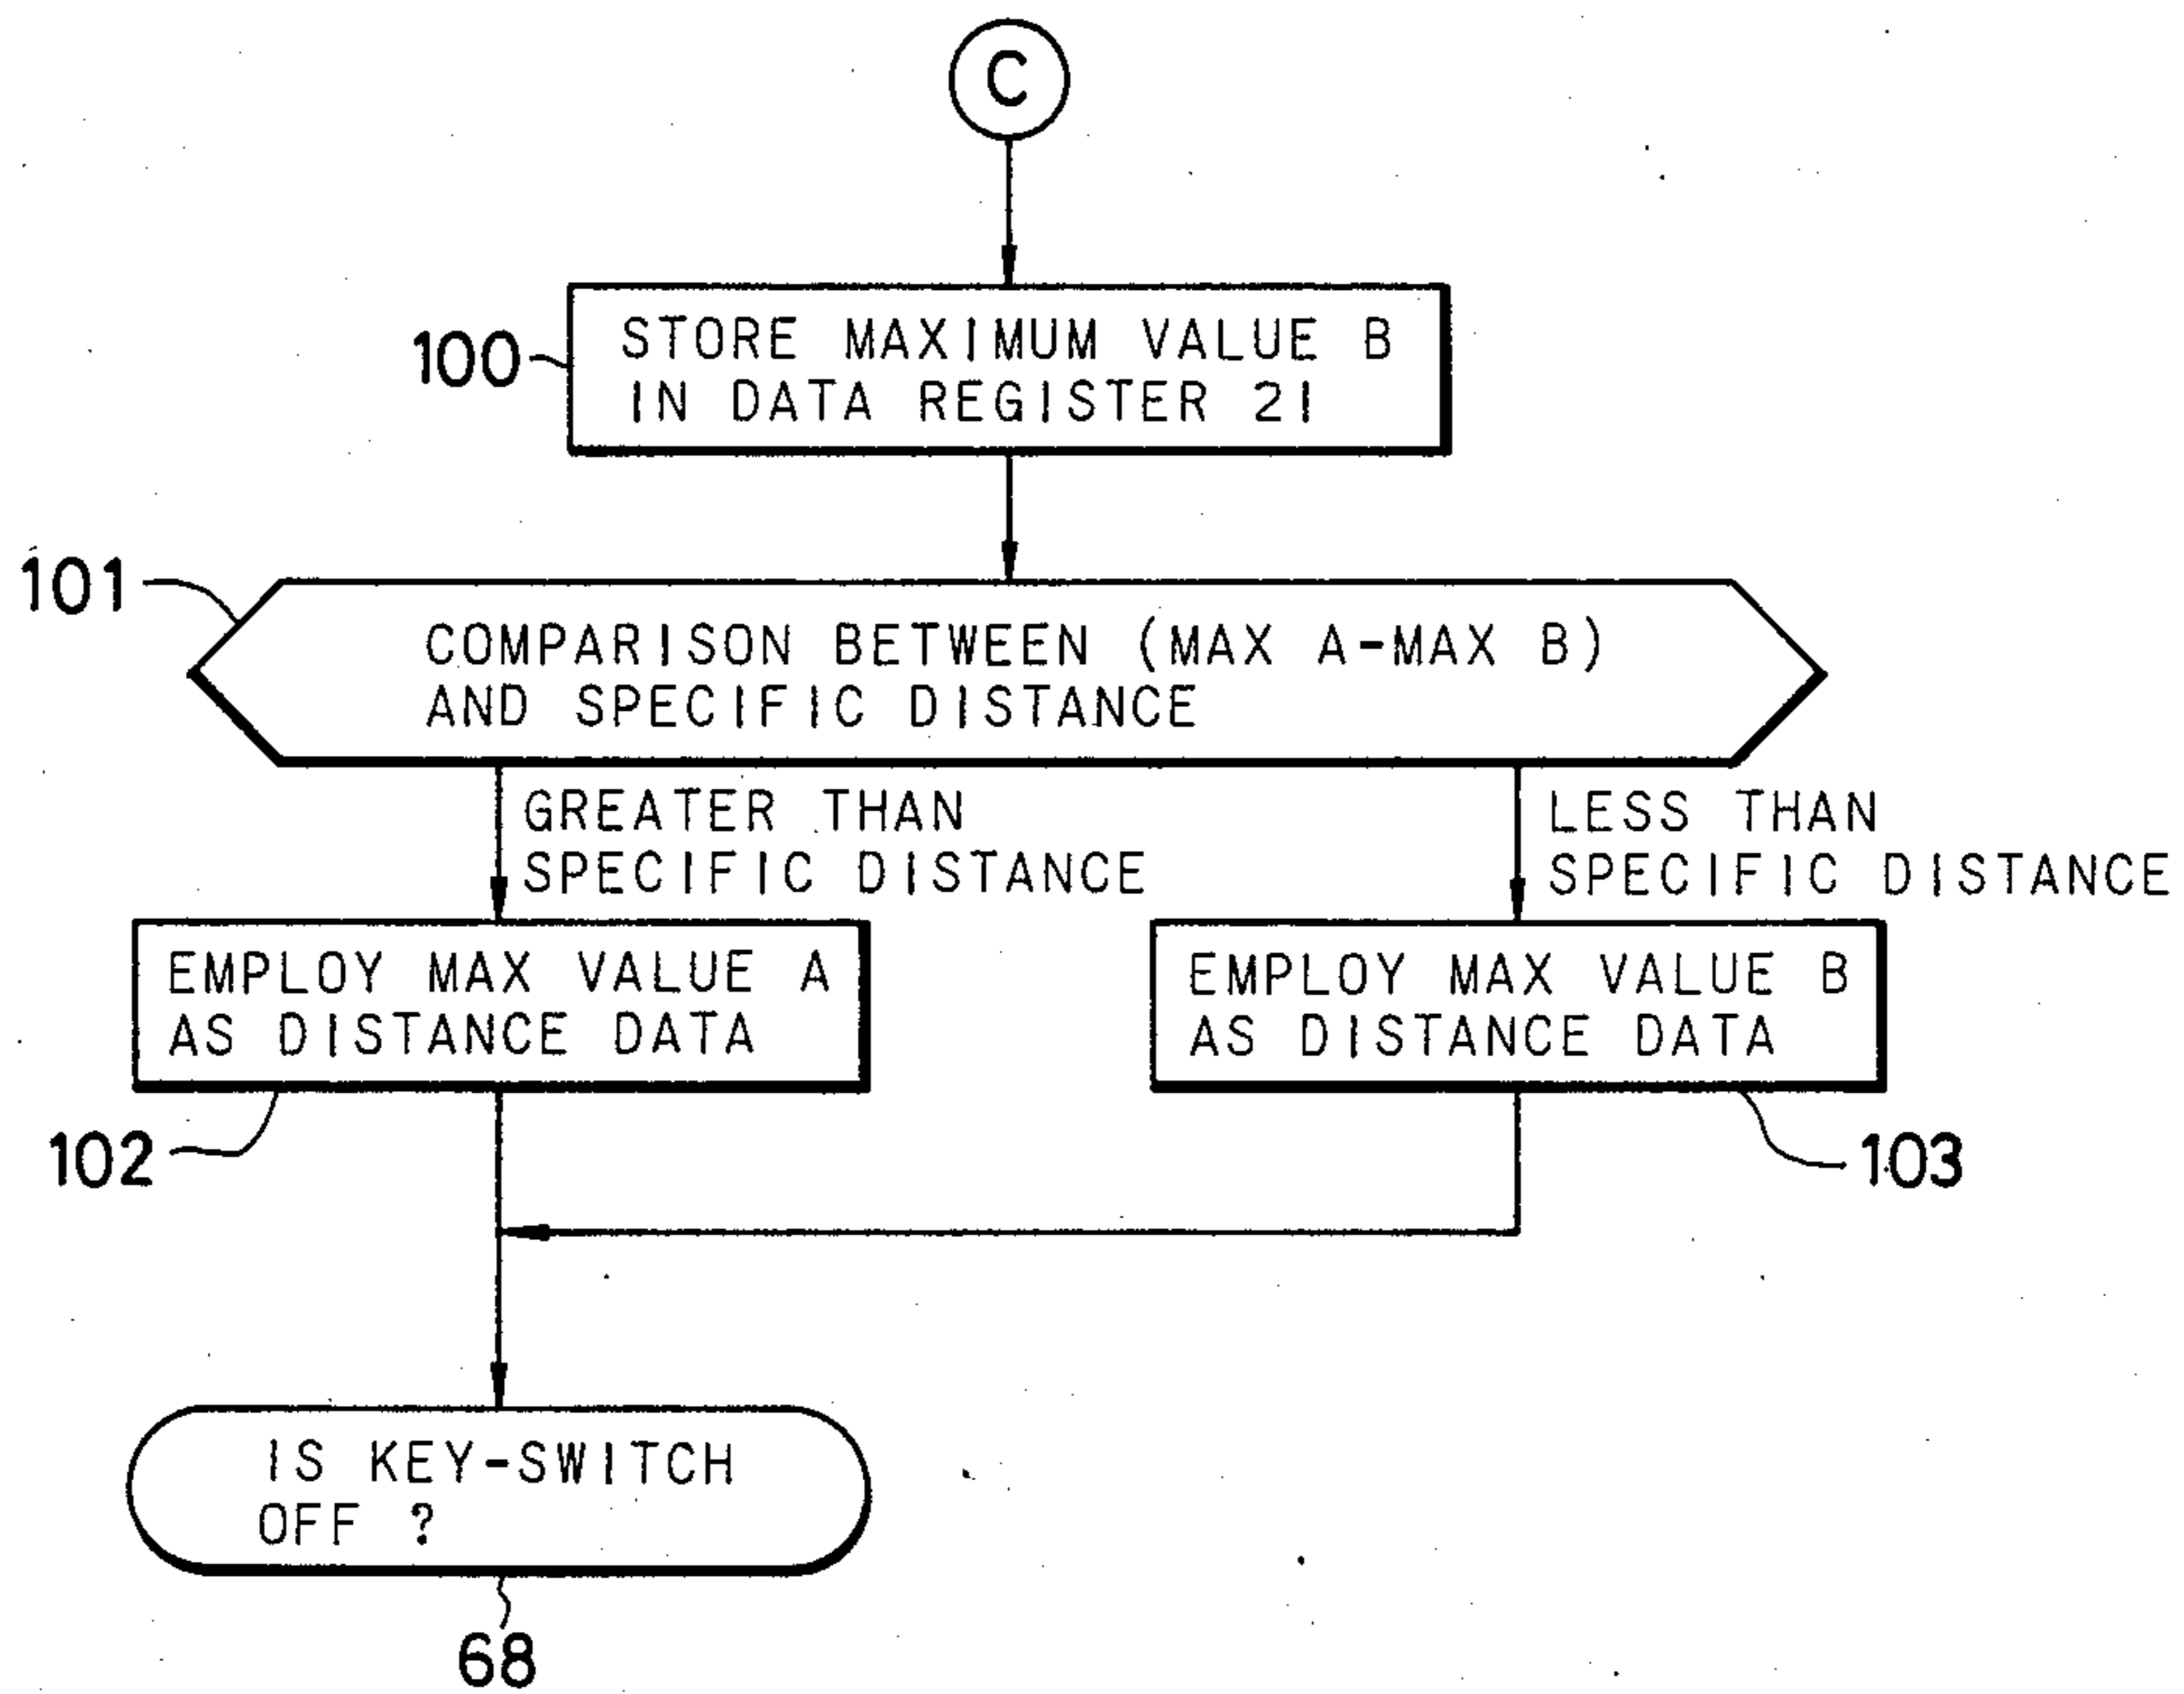 C
100
STORE MAXIMUM VALUE B
IN DATA REGISTER 21
101
COMPARISON BETWEEN (MAX A-MAX B)
AND SPECIFIC DISTANCE
GREATER THAN
SPECIFIC DISTANCE
LESS THAN
SPECIFIC DISTANCE
EMPLOY MAX VALUE A
AS DISTANCE DATA
EMPLOY MAX VALUE B
AS DISTANCE DATA
102
103
IS KEY-SWITCH
OFF ?
68